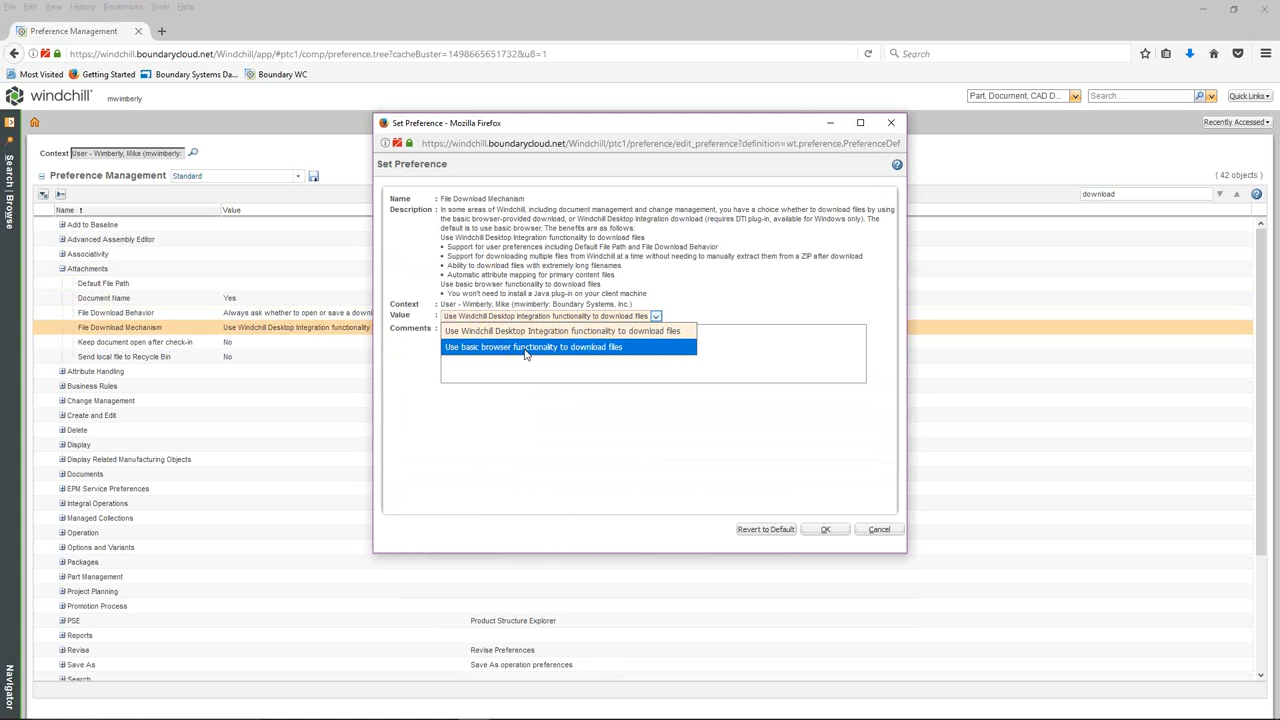 File Edit View History Bookmarks Tools Help
Preference Management
https://windchill.boundarycloud.net/Windchill/app/#ptc1/comp/preference.tree?cacheBuster=1498665651732&u8=1
Search
Most Visited Getting Started Boundary Systems Da... Boundary WC
windchill mwimberly
Part, Document, CAD D... Search... Quick Links
Recently Accessed
Search | Browse
Navigator
Context User - Wimberly, Mike (mwimberly:
Preference Management Standard
( 42 objects )
download
Name Value
Add to Baseline
Advanced Assembly Editor
Associativity
Attachments
Default File Path
Document Name Yes
File Download Behavior Always ask whether to open or save a down
File Download Mechanism Use Windchill Desktop Integration functionality
Keep document open after check-in No
Send local file to Recycle Bin No
Attribute Handling
Business Rules
Change Management
Create and Edit
Delete
Display
Display Related Manufacturing Objects
Documents
EPM Service Preferences
Integral Operations
Managed Collections
Operation
Options and Variants
Packages
Part Management
Project Planning
Promotion Process
PSE Product Structure Explorer
Reports
Revise Revise Preferences
Save As Save As operation preferences
Search
Set Preference - Mozilla Firefox
https://windchill.boundarycloud.net/Windchill/ptc1/preference/edit_preference?definition=wt.preference.PreferenceDef
Set Preference
Name : File Download Mechanism
Description : In some areas of Windchill, including document management and change management, you have a choice whether to download files by using
the basic browser-provided download, or Windchill Desktop Integration download (requires DTI plug-in, available for Windows only). The
default is to use basic browser. The benefits are as follows:
Use Windchill Desktop Integration functionality to download files
• Support for user preferences including Default File Path and File Download Behavior
• Support for downloading multiple files from Windchill at a time without needing to manually extract them from a ZIP after download
• Ability to download files with extremely long filenames
• Automatic attribute mapping for primary content files
Use basic browser functionality to download files
• You won't need to install a Java plug-in on your client machine
Context : User - Wimberly, Mike (mwimberly: Boundary Systems, Inc.)
Value : Use Windchill Desktop Integration functionality to download files
Use Windchill Desktop Integration functionality to download files
Comments :
Use basic browser functionality to download files
Revert to Default OK Cancel